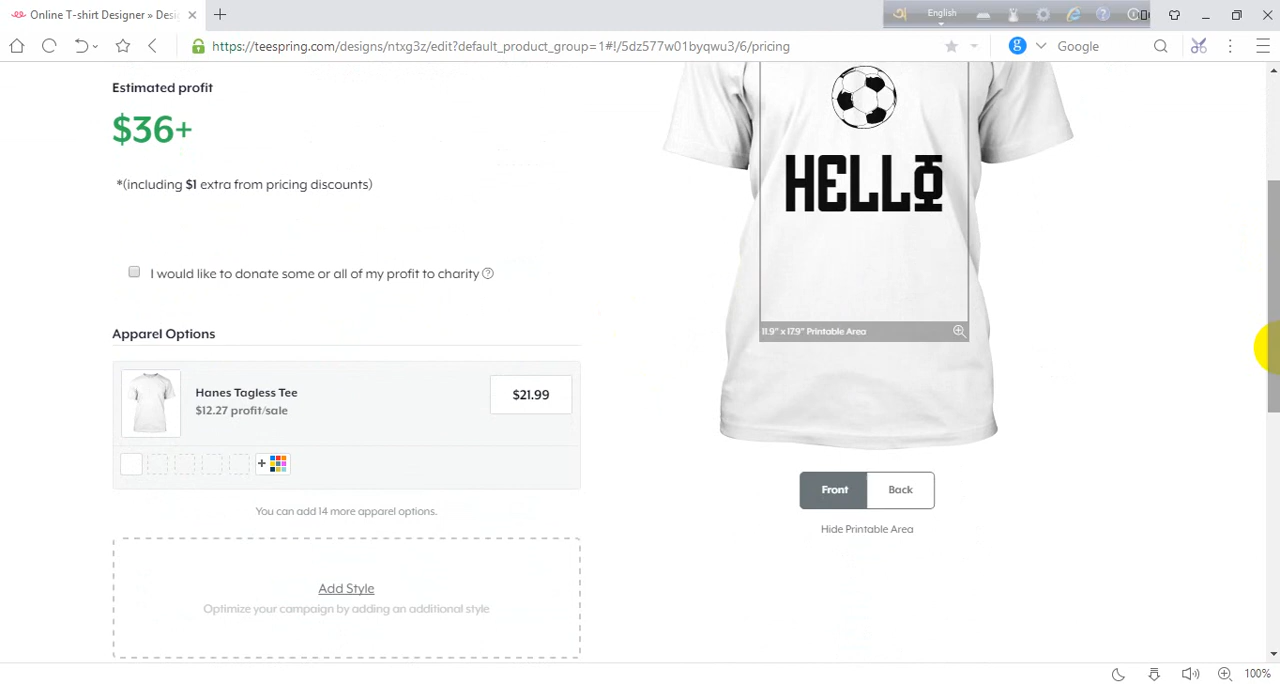 Online T-shirt Designer » Desi
English
https://teespring.com/designs/ntxg3z/edit?default_product_group=1#!/5dz577w01byqwu3/6/pricing
g
Google
Estimated profit
$36+
*(including $1 extra from pricing discounts)
I would like to donate some or all of my profit to charity ?
Apparel Options
Hanes Tagless Tee
$12.27 profit/sale
$21.99
+
You can add 14 more apparel options.
Add Style
Optimize your campaign by adding an additional style
HELLO
11.9" x 17.9" Printable Area
Front
Back
Hide Printable Area
100%